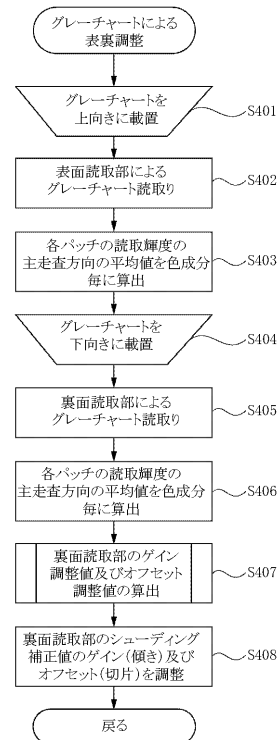 グレーチャートによる
表裏調整
グレーチャートを
上向きに載置
S401
表面読取部による
グレーチャート読取り
S402
各パッチの読取輝度の
主走査方向の平均値を色成分
毎に算出
S403
グレーチャートを
下向きに載置
S404
裏面読取部による
グレーチャート読取り
S405
各パッチの読取輝度の
主走査方向の平均値を色成分
毎に算出
S406
裏面読取部のゲイン
調整値及びオフセット
調整値の算出
S407
裏面読取部のシューディング
補正値のゲイン(傾き)及び
オフセット(切片)を調整
S408
戻る